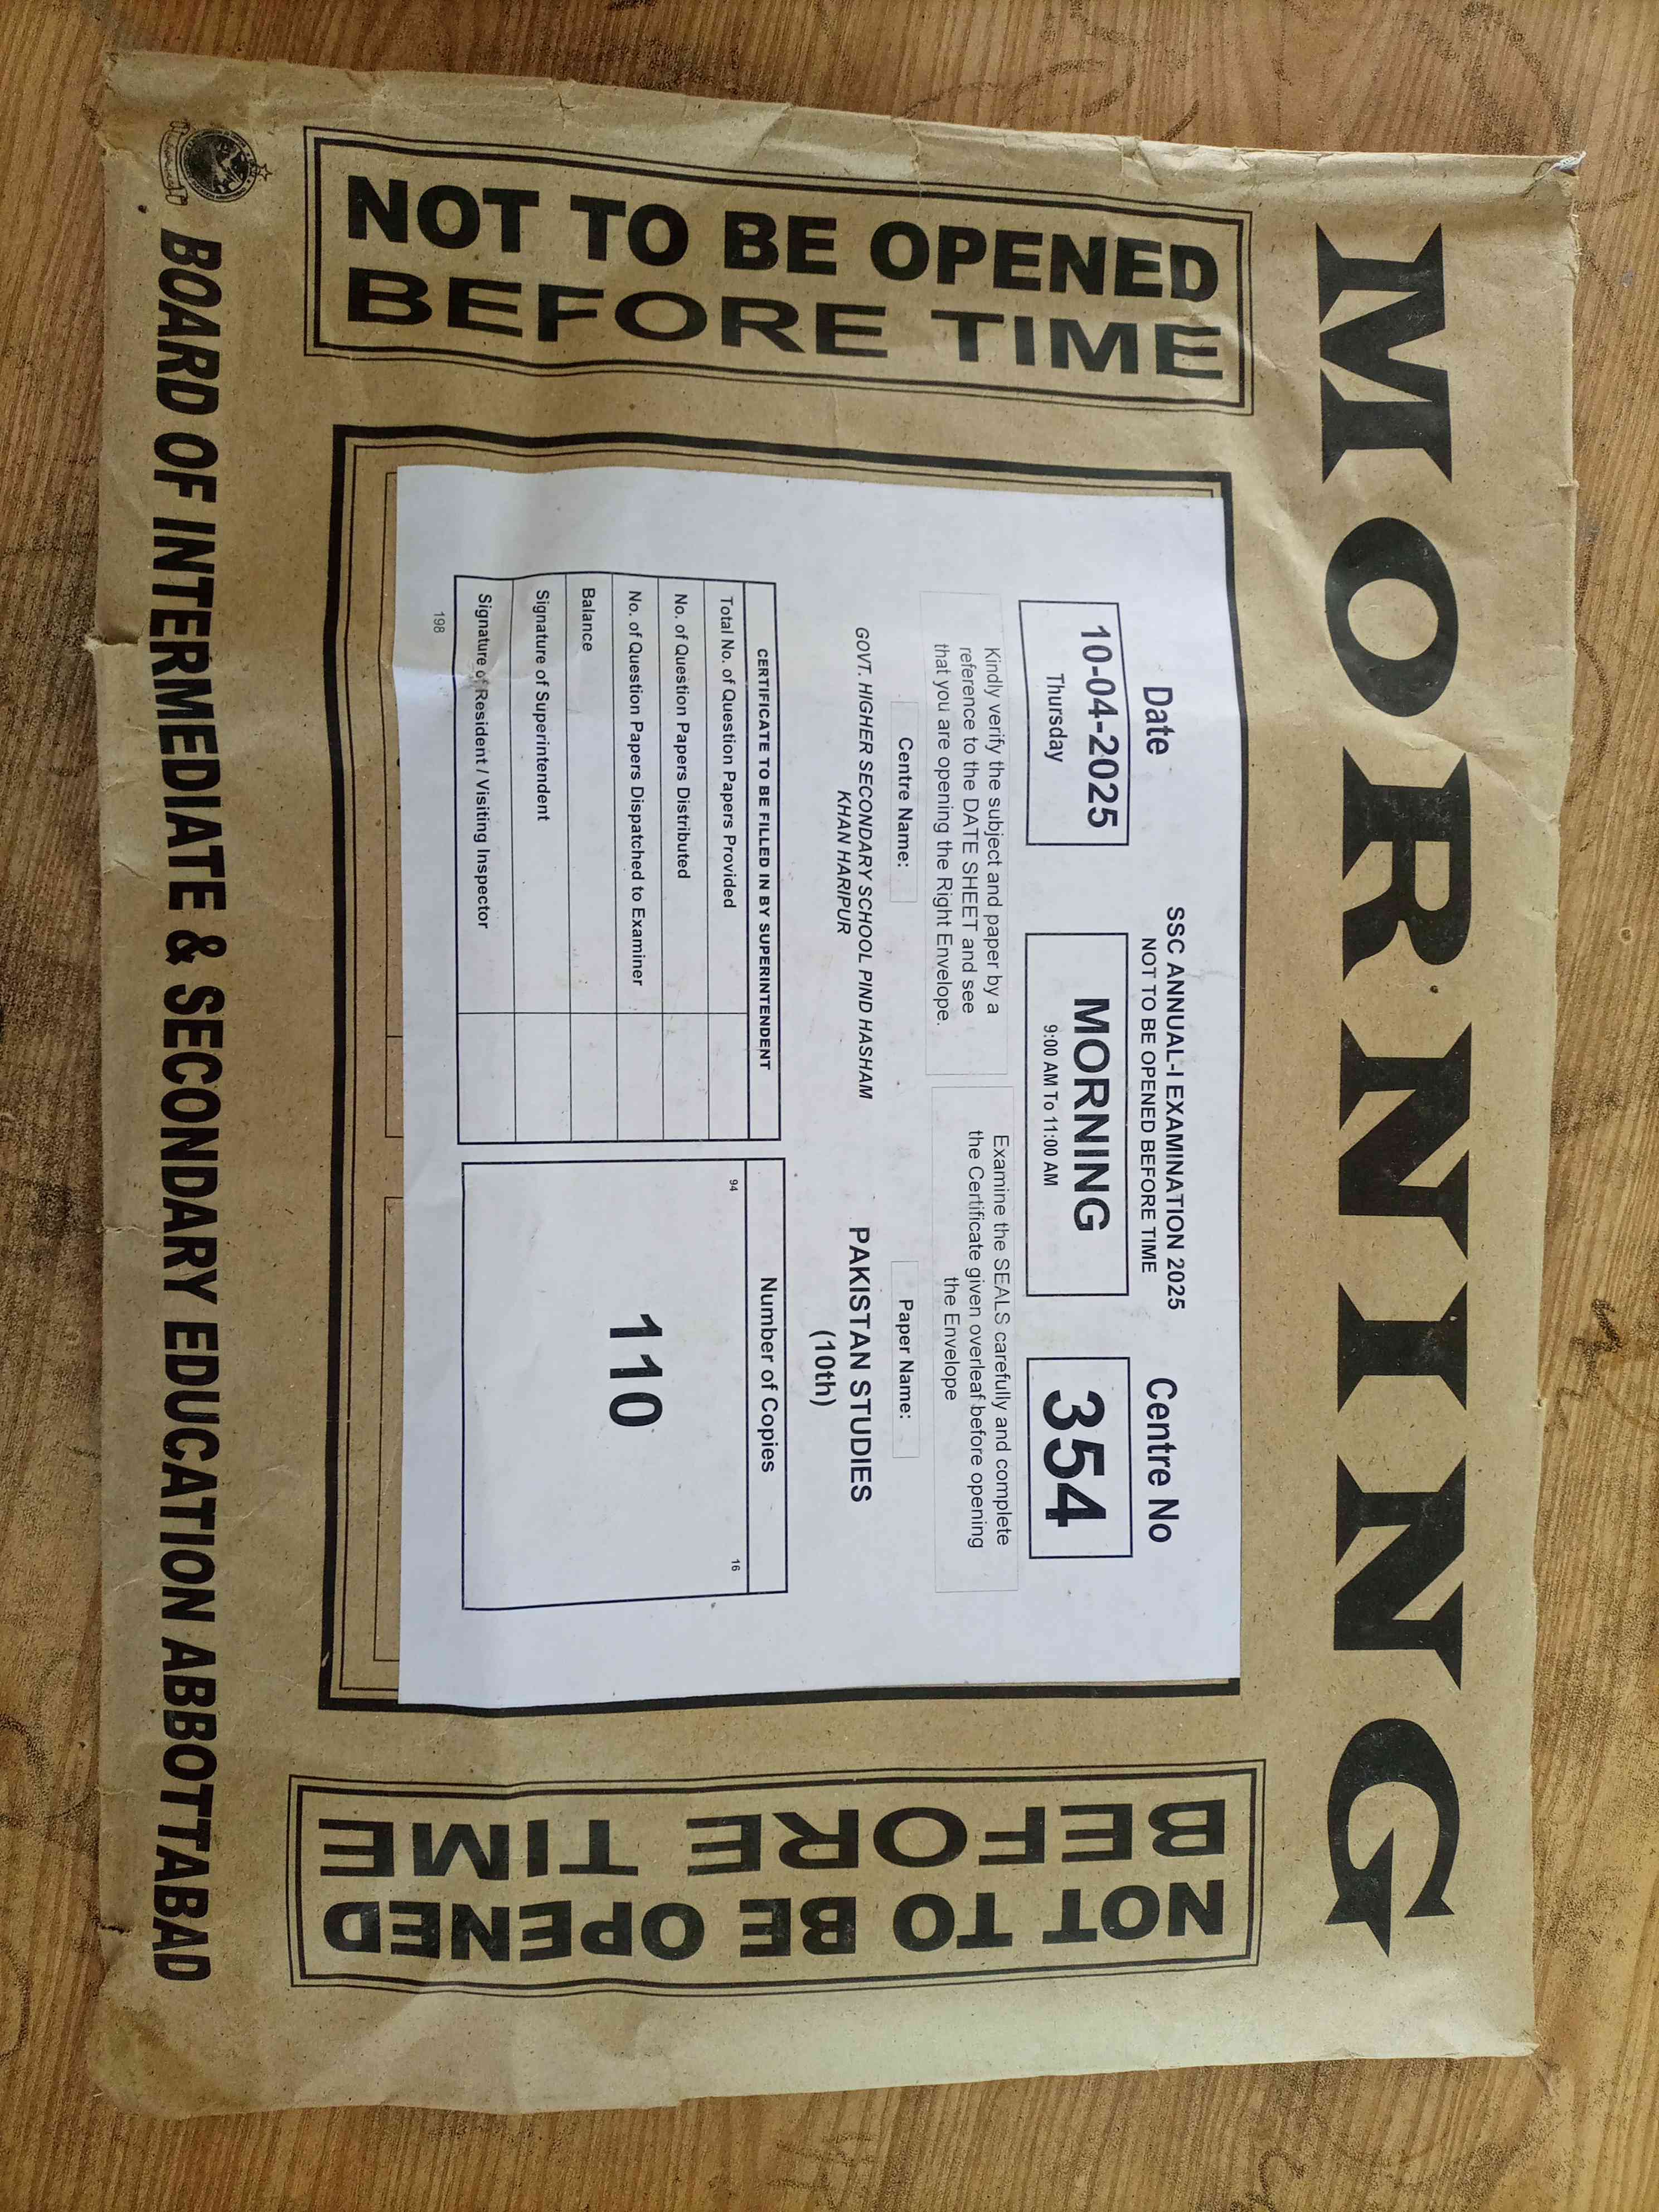 MORNING
NOT TO BE OPENED
BEFORE TIME
Date
SSC ANNUAL-I EXAMINATION 2025
NOT TO BE OPENED BEFORE TIME
Centre No
10-04-2025
Thursday
MORNING
9:00 AM To 11:00 AM
354
Kindly verify the subject and paper by a
reference to the DATE SHEET and see
that you are opening the Right Envelope.
Examine the SEALS carefully and complete
the Certificate given overleaf before opening
the Envelope
Centre Name:
Paper Name:
GOVT. HIGHER SECONDARY SCHOOL PIND HASHAM
KHAN HARIPUR
PAKISTAN STUDIES
(10th)
CERTIFICATE TO BE FILLED IN BY SUPERINTENDENT
Total No. of Question Papers Provided
No. of Question Papers Distributed
No. of Question Papers Dispatched to Examiner
Balance
Signature of Superintendent
Signature of Resident / Visiting Inspector
Number of Copies
94
16
110
198
NOT TO BE OPENED
BEFORE TIME
BOARD OF INTERMEDIATE & SECONDARY EDUCATION ABBOTTABAD